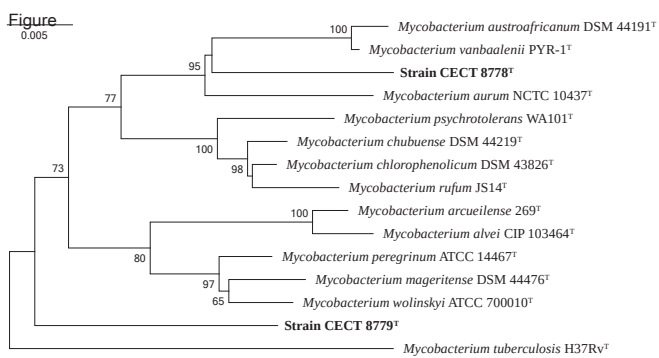 Figure
0.005
100
Mycobacterium austroafricanum DSM 44191ᵀ
Mycobacterium vanbaalenii PYR-1ᵀ
95
Strain CECT 8778ᵀ
77
Mycobacterium aurum NCTC 10437ᵀ
Mycobacterium psychrotolerans WA101ᵀ
100
Mycobacterium chubuense DSM 44219ᵀ
73
98
Mycobacterium chlorophenolicum DSM 43826ᵀ
Mycobacterium rufum JS14ᵀ
100
Mycobacterium arcueilense 269ᵀ
Mycobacterium alvei CIP 103464ᵀ
80
Mycobacterium peregrinum ATCC 14467ᵀ
97
Mycobacterium mageritense DSM 44476ᵀ
65
Mycobacterium wolinskyi ATCC 700010ᵀ
Strain CECT 8779ᵀ
Mycobacterium tuberculosis H37Rvᵀ